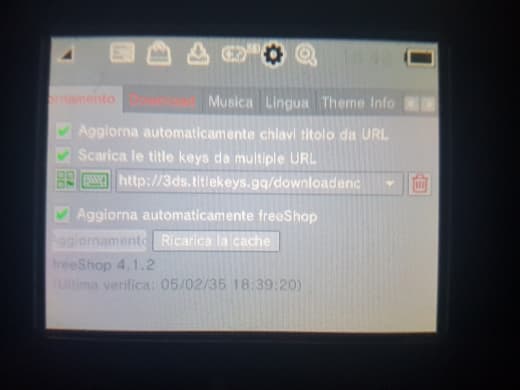 ornamento Download Musica Lingua Theme Info
Aggiorna automaticamente chiavi titolo da URL
Scarica le title keys da multiple URL
http://3ds.titlekeys.gq/downloadenc
Aggiorna automaticamente freeShop
aggiornamento Ricarica la cache
freeShop 4.1.2
(Ultima verifica: 05/02/35 18:39:20)